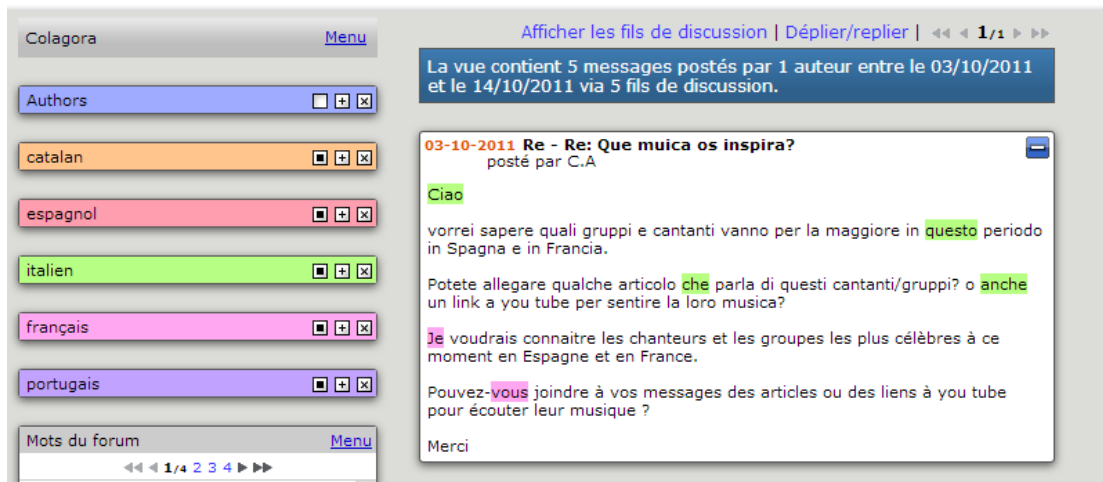 Colagora Menu
Authors
catalan
espagnol
italien
français
portugais
Mots du forum Menu
1/4 2 3 4
Afficher les fils de discussion | Déplier/replier | 1/1
La vue contient 5 messages postés par 1 auteur entre le 03/10/2011
et le 14/10/2011 via 5 fils de discussion.
03-10-2011 Re - Re: Que muica os inspira?
posté par C.A
Ciao
vorrei sapere quali gruppi e cantanti vanno per la maggiore in questo periodo
in Spagna e in Francia.
Potete allegare qualche articolo che parla di questi cantanti/gruppi? o anche
un link a you tube per sentire la loro musica?
Je voudrais connaitre les chanteurs et les groupes les plus célèbres à ce
moment en Espagne et en France.
Pouvez-vous joindre à vos messages des articles ou des liens à you tube
pour écouter leur musique ?
Merci